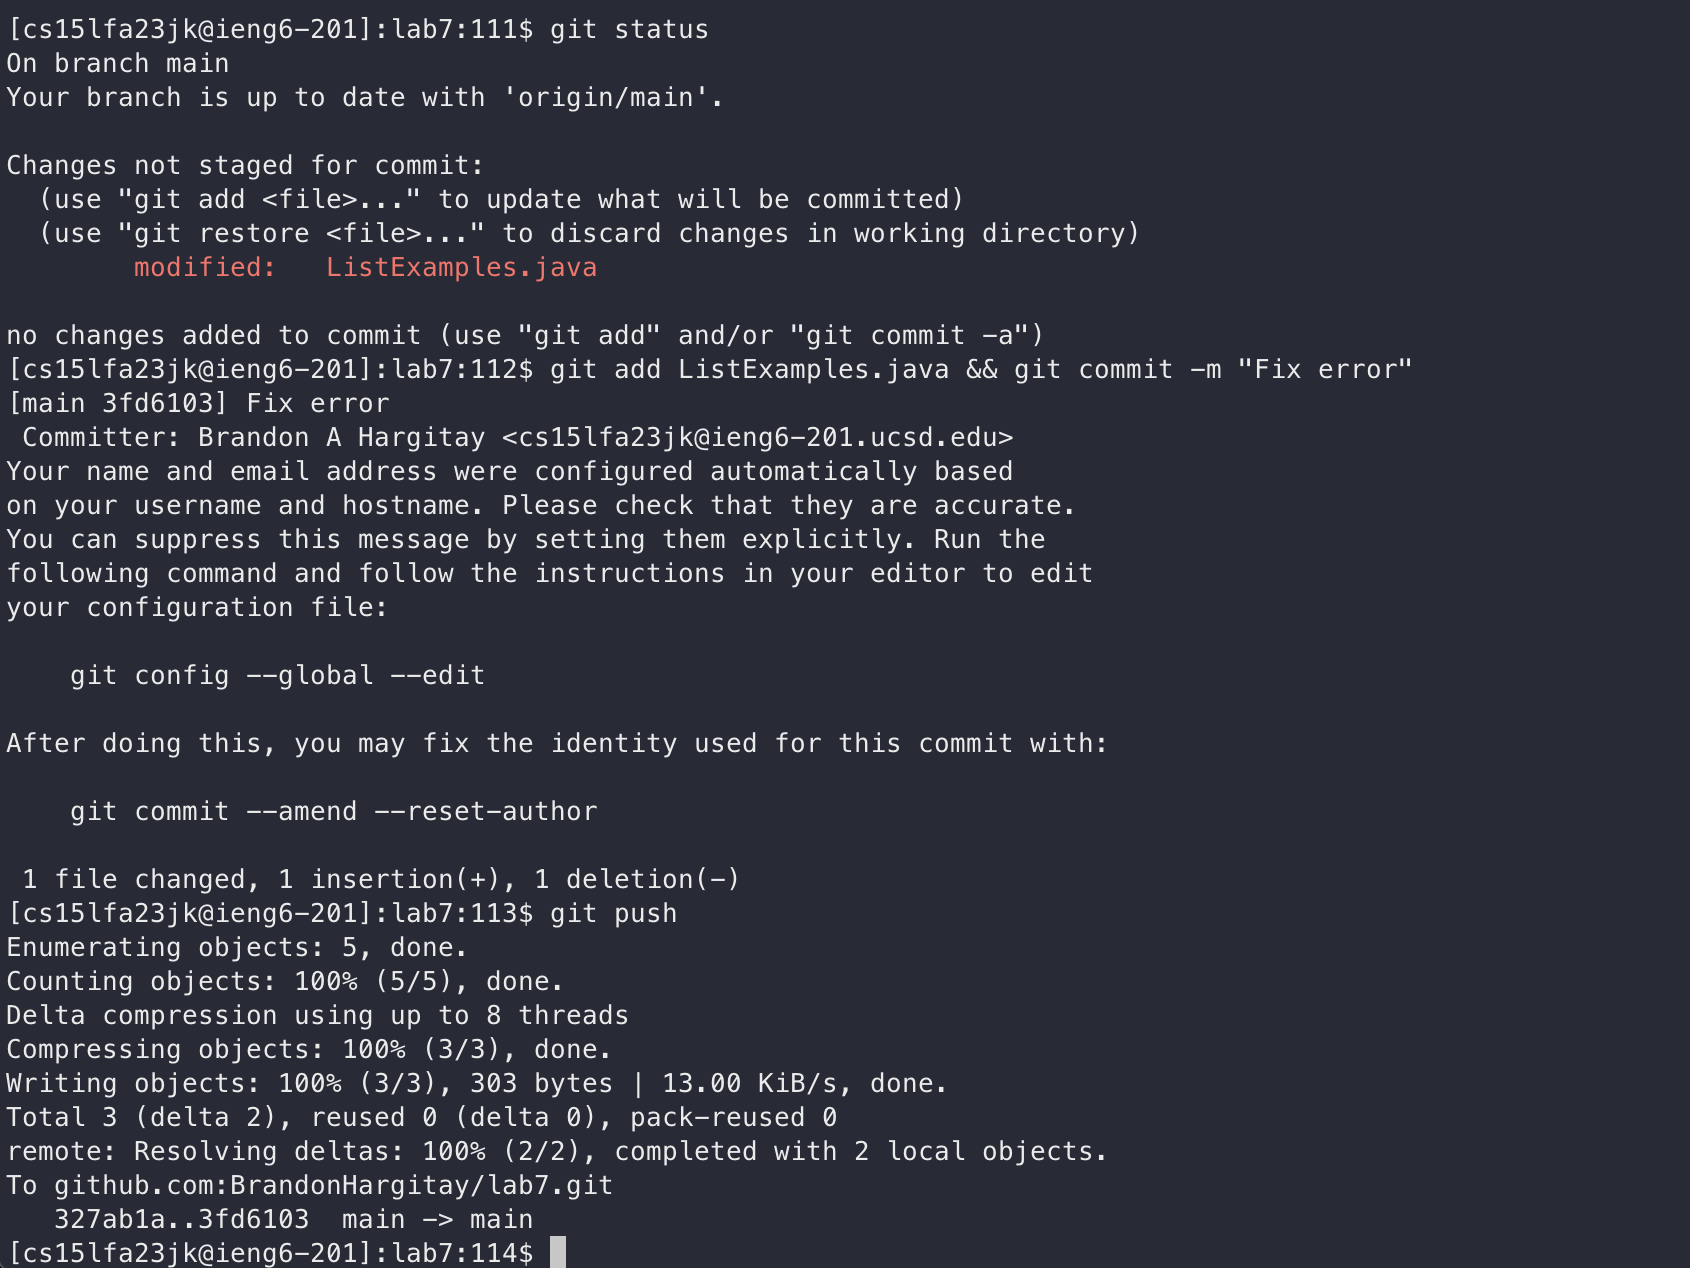 [cs15lfa23jk@ieng6-201]:lab7:111$ git status
On branch main
Your branch is up to date with 'origin/main'.

Changes not staged for commit:
  (use "git add <file>..." to update what will be committed)
  (use "git restore <file>..." to discard changes in working directory)
        modified:   ListExamples.java

no changes added to commit (use "git add" and/or "git commit -a")
[cs15lfa23jk@ieng6-201]:lab7:112$ git add ListExamples.java && git commit -m "Fix error"
[main 3fd6103] Fix error
 Committer: Brandon A Hargitay <cs15lfa23jk@ieng6-201.ucsd.edu>
Your name and email address were configured automatically based
on your username and hostname. Please check that they are accurate.
You can suppress this message by setting them explicitly. Run the
following command and follow the instructions in your editor to edit
your configuration file:

    git config --global --edit

After doing this, you may fix the identity used for this commit with:

    git commit --amend --reset-author

 1 file changed, 1 insertion(+), 1 deletion(-)
[cs15lfa23jk@ieng6-201]:lab7:113$ git push
Enumerating objects: 5, done.
Counting objects: 100% (5/5), done.
Delta compression using up to 8 threads
Compressing objects: 100% (3/3), done.
Writing objects: 100% (3/3), 303 bytes | 13.00 KiB/s, done.
Total 3 (delta 2), reused 0 (delta 0), pack-reused 0
remote: Resolving deltas: 100% (2/2), completed with 2 local objects.
To github.com:BrandonHargitay/lab7.git
   327ab1a..3fd6103  main -> main
[cs15lfa23jk@ieng6-201]:lab7:114$